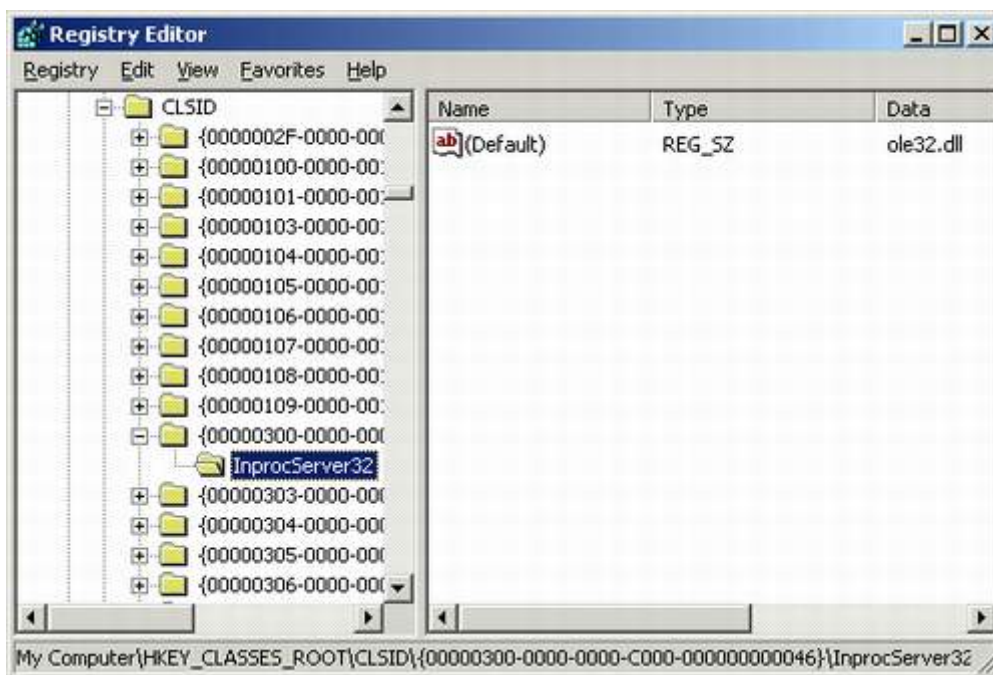 Registry Editor
Registry Edit View Favorites Help
CLSID
{0000002F-0000-000
{00000100-0000-00
{00000101-0000-00
{00000103-0000-00
{00000104-0000-00
{00000105-0000-00
{00000106-0000-00
{00000107-0000-00
{00000108-0000-00
{00000109-0000-00
{00000300-0000-000
InprocServer32
{00000303-0000-000
{00000304-0000-000
{00000305-0000-000
{00000306-0000-000
Name Type Data
ab (Default) REG_SZ ole32.dll
My Computer\HKEY_CLASSES_ROOT\CLSID\{00000300-0000-0000-C000-000000000046}\InprocServer32